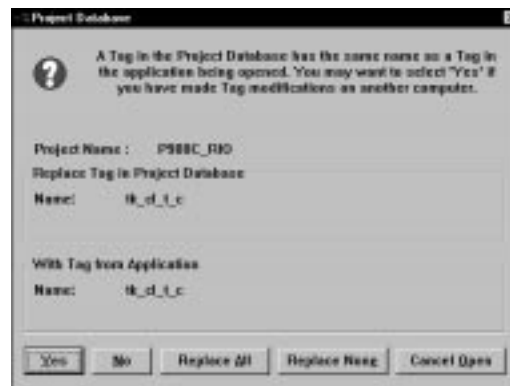 Project Database
A Tag in the Project Database has the same name as a Tag in
the application being opened. You may want to select "Yes" if
you have made Tag modifications on another computer.
Project Name :
Replace Tag in Project Database
Name: tk_cl_t_c
With Tag from Application
Name: tk_cl_t_c
Yes No Replace All Replace None Cancel Open